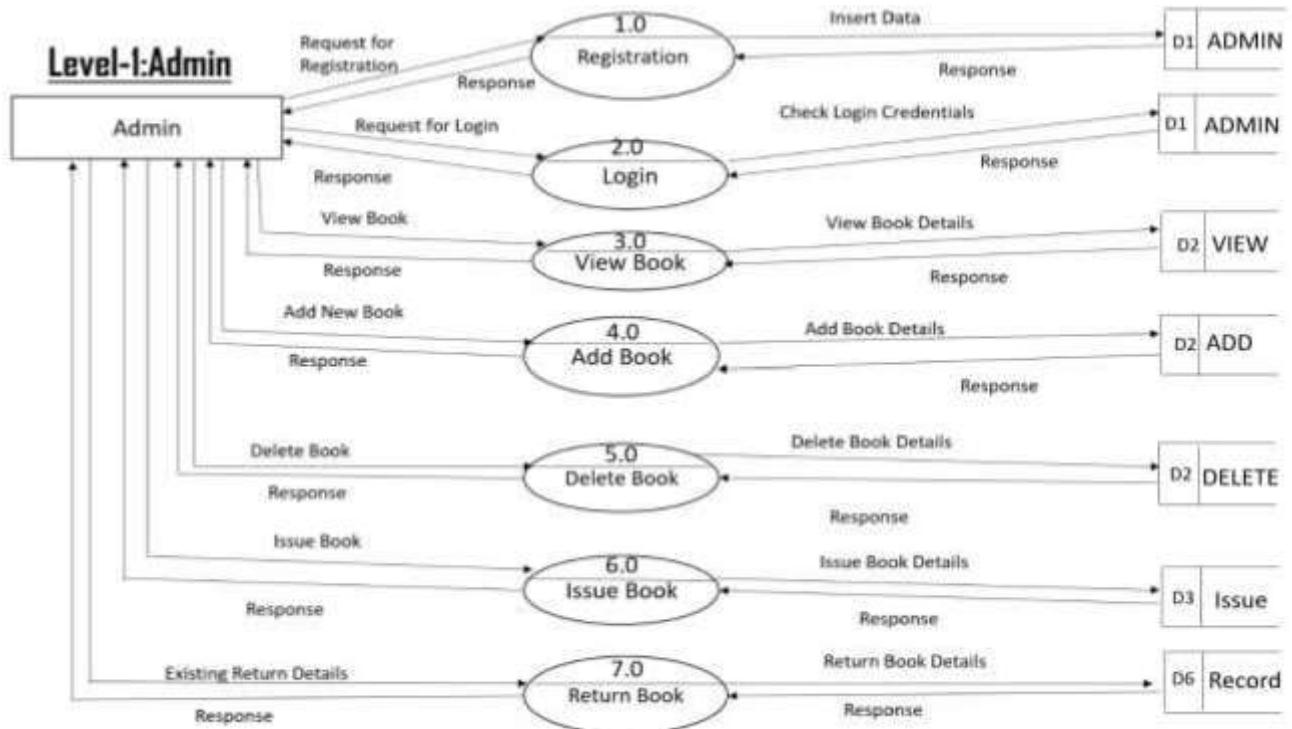 Level-1:Admin
Admin
Request for
Registration
Response
1.0
Registration
Insert Data
Response
D1 ADMIN
Request for Login
Response
2.0
Login
Check Login Credentials
Response
D1 ADMIN
View Book
Response
3.0
View Book
View Book Details
Response
D2 VIEW
Add New Book
Response
4.0
Add Book
Add Book Details
Response
D2 ADD
Delete Book
Response
5.0
Delete Book
Delete Book Details
Response
D2 DELETE
Issue Book
Response
6.0
Issue Book
Issue Book Details
Response
D3 Issue
Existing Return Details
Response
7.0
Return Book
Return Book Details
Response
D6 Record